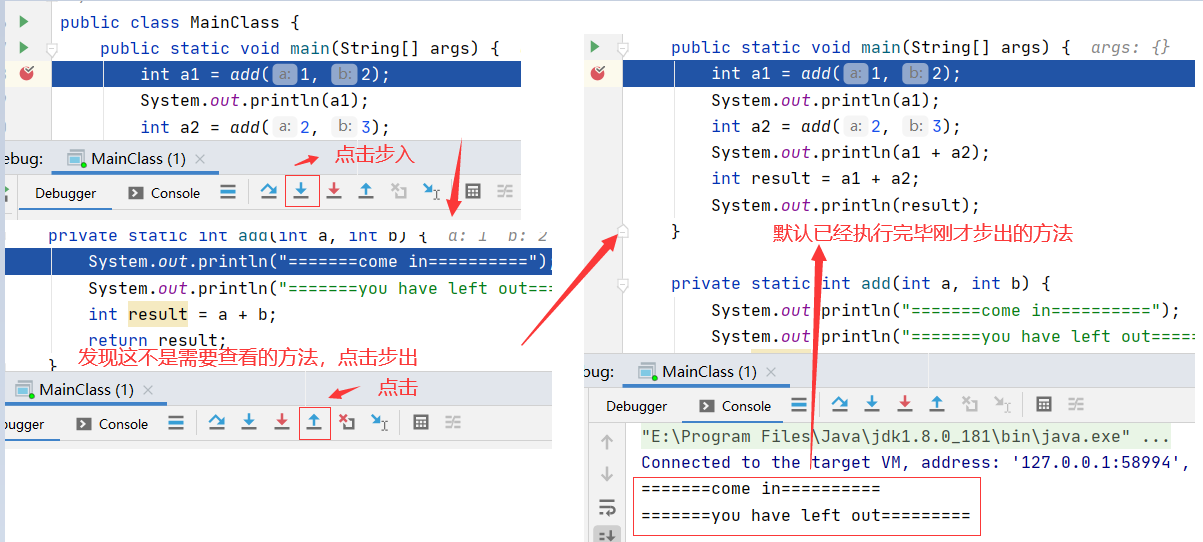 public class MainClass {
public static void main(String[] args) {
int a1 = add( a: 1, b: 2);
System.out.println(a1);
int a2 = add( a: 2, b: 3);
ebug: MainClass (1) ×
点击步入
Debugger Console
private static int add(int a, int b) { a: 1 b: 2
System.out.println("=======come in==========");
System.out.println("=======you have left out===
int result = a + b;
return result;
发现这不是需要查看的方法，点击步出
}
MainClass (1) ×
点击
ugger Console
public static void main(String[] args) { args: {}
int a1 = add( a: 1, b: 2);
System.out.println(a1);
int a2 = add( a: 2, b: 3);
System.out.println(a1 + a2);
int result = a1 + a2;
System.out.println(result);
}
默认已经执行完毕刚才步出的方法
private static int add(int a, int b) {
System.out.println("=======come in==========");
System.out.println("=======you have left out=====
bug: MainClass (1) ×
Debugger Console
"E:\Program Files\Java\jdk1.8.0_181\bin\java.exe" ...
Connected to the target VM, address: '127.0.0.1:58994',
=======come in==========
=======you have left out=========